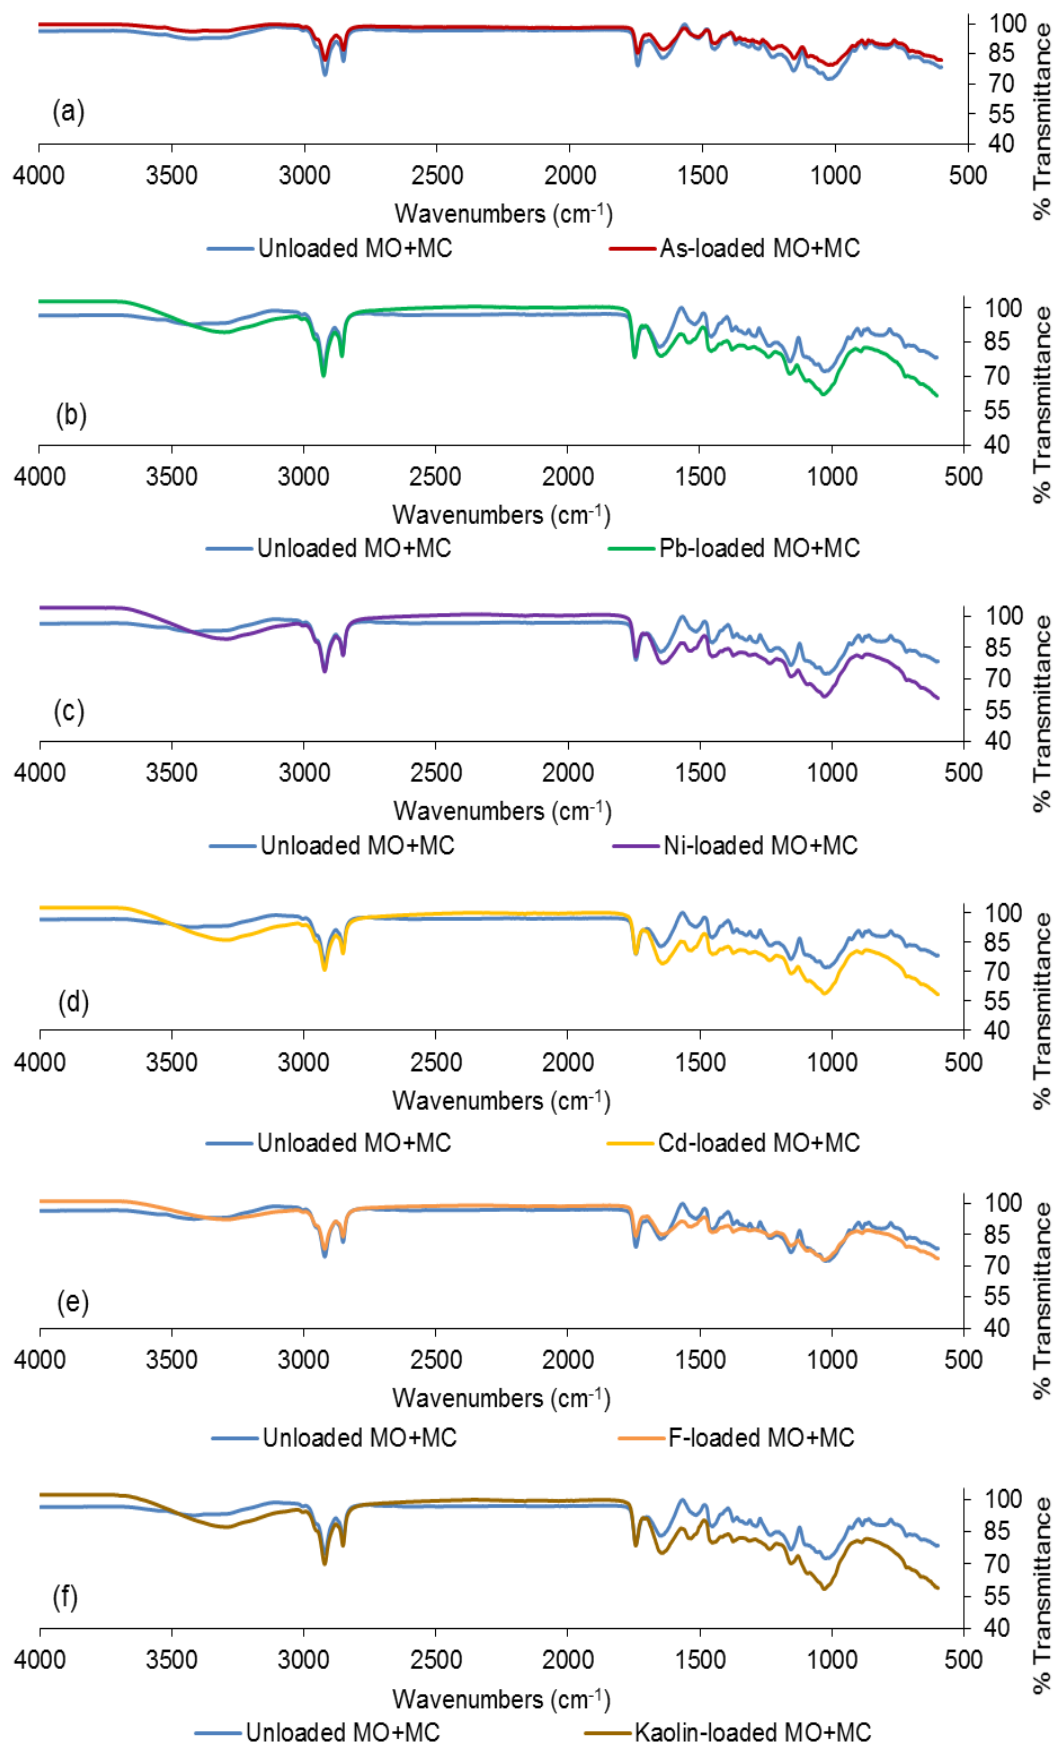 100
85
70
55
40
% Transmittance
(a)
4000 3500 3000 2500 2000 1500 1000 500
Wavenumbers (cm-1)
Unloaded MO+MC As-loaded MO+MC
100
85
70
55
40
% Transmittance
(b)
4000 3500 3000 2500 2000 1500 1000 500
Wavenumbers (cm-1)
Unloaded MO+MC Pb-loaded MO+MC
100
85
70
55
40
% Transmittance
(c)
4000 3500 3000 2500 2000 1500 1000 500
Wavenumbers (cm-1)
Unloaded MO+MC Ni-loaded MO+MC
100
85
70
55
40
% Transmittance
(d)
4000 3500 3000 2500 2000 1500 1000 500
Wavenumbers (cm-1)
Unloaded MO+MC Cd-loaded MO+MC
100
85
70
55
40
% Transmittance
(e)
4000 3500 3000 2500 2000 1500 1000 500
Wavenumbers (cm-1)
Unloaded MO+MC F-loaded MO+MC
100
85
70
55
40
% Transmittance
(f)
4000 3500 3000 2500 2000 1500 1000 500
Wavenumbers (cm-1)
Unloaded MO+MC Kaolin-loaded MO+MC